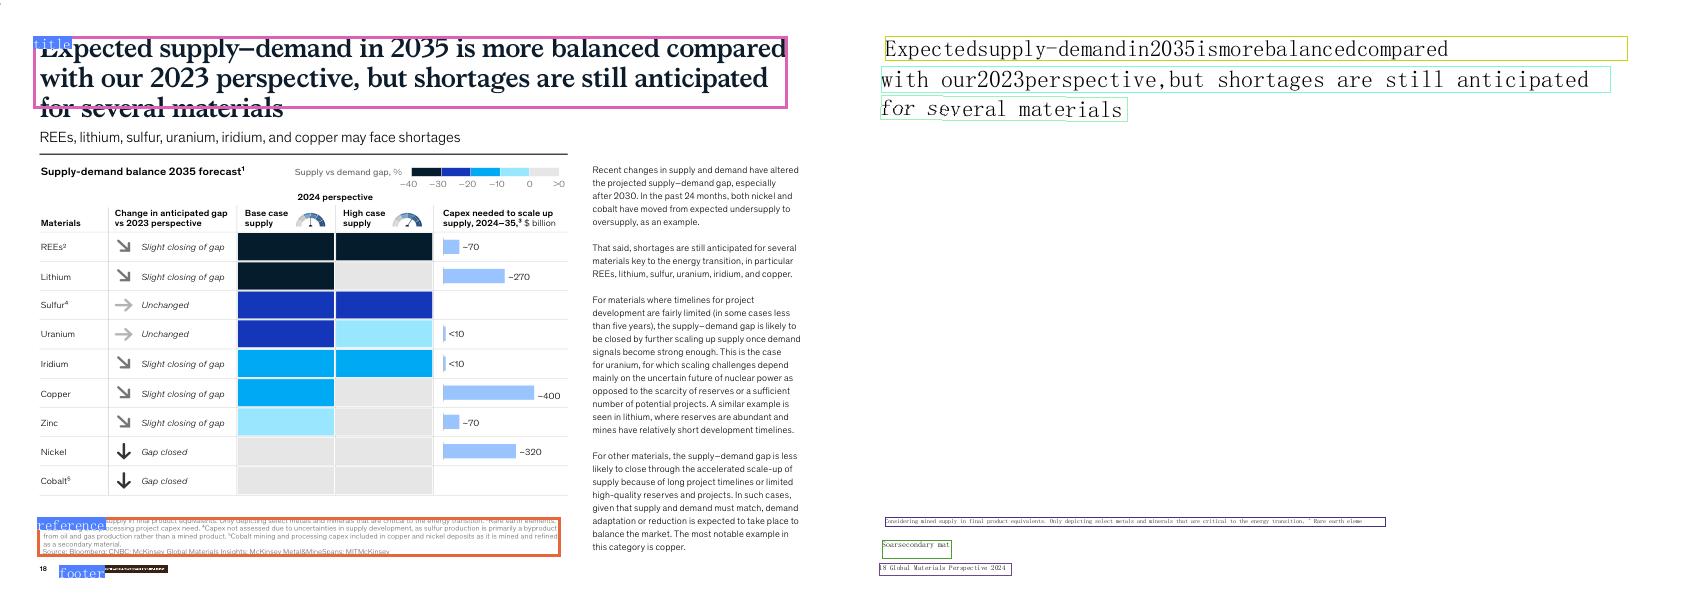 title
Expected supply–demand in 2035 is more balanced compared
with our 2023 perspective, but shortages are still anticipated
for several materials
REEs, lithium, sulfur, uranium, iridium, and copper may face shortages
Supply-demand balance 2035 forecast¹
Supply vs demand gap, %
−40 −30 −20 −10 0 >0
2024 perspective
Materials
Change in anticipated gap
vs 2023 perspective
Base case
supply
High case
supply
Capex needed to scale up
supply, 2024–35,³ $ billion
REEs² Slight closing of gap ~70
Lithium Slight closing of gap ~270
Sulfur⁴ Unchanged
Uranium Unchanged <10
Iridium Slight closing of gap <10
Copper Slight closing of gap ~400
Zinc Slight closing of gap ~70
Nickel Gap closed ~320
Cobalt⁵ Gap closed
Recent changes in supply and demand have altered
the projected supply–demand gap, especially
after 2030. In the past 24 months, both nickel and
cobalt have moved from expected undersupply to
oversupply, as an example.
That said, shortages are still anticipated for several
materials key to the energy transition, in particular
REEs, lithium, sulfur, uranium, iridium, and copper.
For materials where timelines for project
development are fairly limited (in some cases less
than five years), the supply–demand gap is likely to
be closed by further scaling up supply once demand
signals become strong enough. This is the case
for uranium, for which scaling challenges depend
mainly on the uncertain future of nuclear power as
opposed to the scarcity of reserves or a sufficient
number of potential projects. A similar example is
seen in lithium, where reserves are abundant and
mines have relatively short development timelines.
For other materials, the supply–demand gap is less
likely to close through the accelerated scale-up of
supply because of long project timelines or limited
high-quality reserves and projects. In such cases,
given that supply and demand must match, demand
adaptation or reduction is expected to take place to
balance the market. The most notable example in
this category is copper.
reference
supply in final product equivalents. Only depicting select metals and minerals that are critical to the energy transition. ²Rare earth elements.
processing project capex need. ⁴Capex not assessed due to uncertainties in supply development, as sulfur production is primarily a byproduct
from oil and gas production rather than a mined product. ⁵Cobalt mining and processing capex included in copper and nickel deposits as it is mined and refined
as a secondary material.
Source: Bloomberg; CNBC; McKinsey Global Materials Insights; McKinsey Metal&MineSpans; MITMcKinsey
18
footer
Expectedsupply-demandin2035ismorebalancedcompared
with our2023perspective,but shortages are still anticipated
for several materials
Considering mined supply in final product equivalents. Only depicting select metals and minerals that are critical to the energy transition. ² Rare earth eleme
Soarsecondary mat
18 Global Materials Perspective 2024